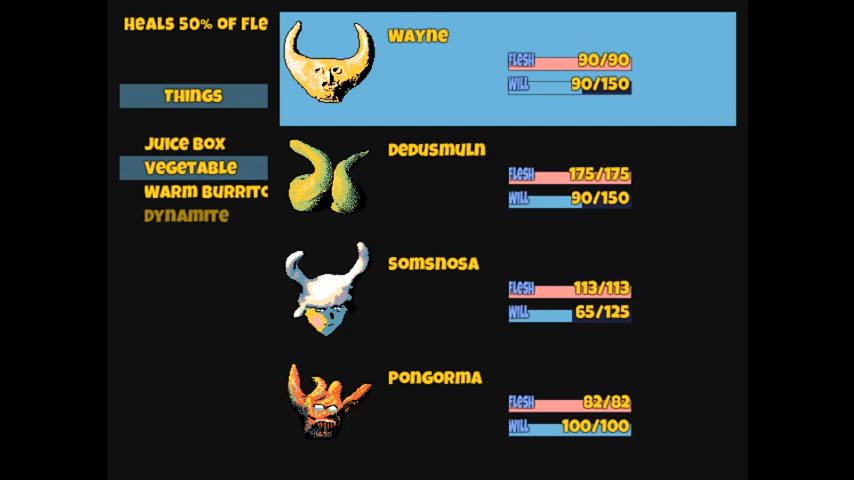 HEALS 50% OF FLE
THINGS
JUICE BOX
VEGETABLE
WARM BURRITO
DYNAMITE
WAYNE
FLESH 90/90
WILL 90/150
DEDUSMULN
FLESH 175/175
WILL 90/150
SOMSNOSA
FLESH 113/113
WILL 65/125
PONGORMA
FLESH 82/82
WILL 100/100